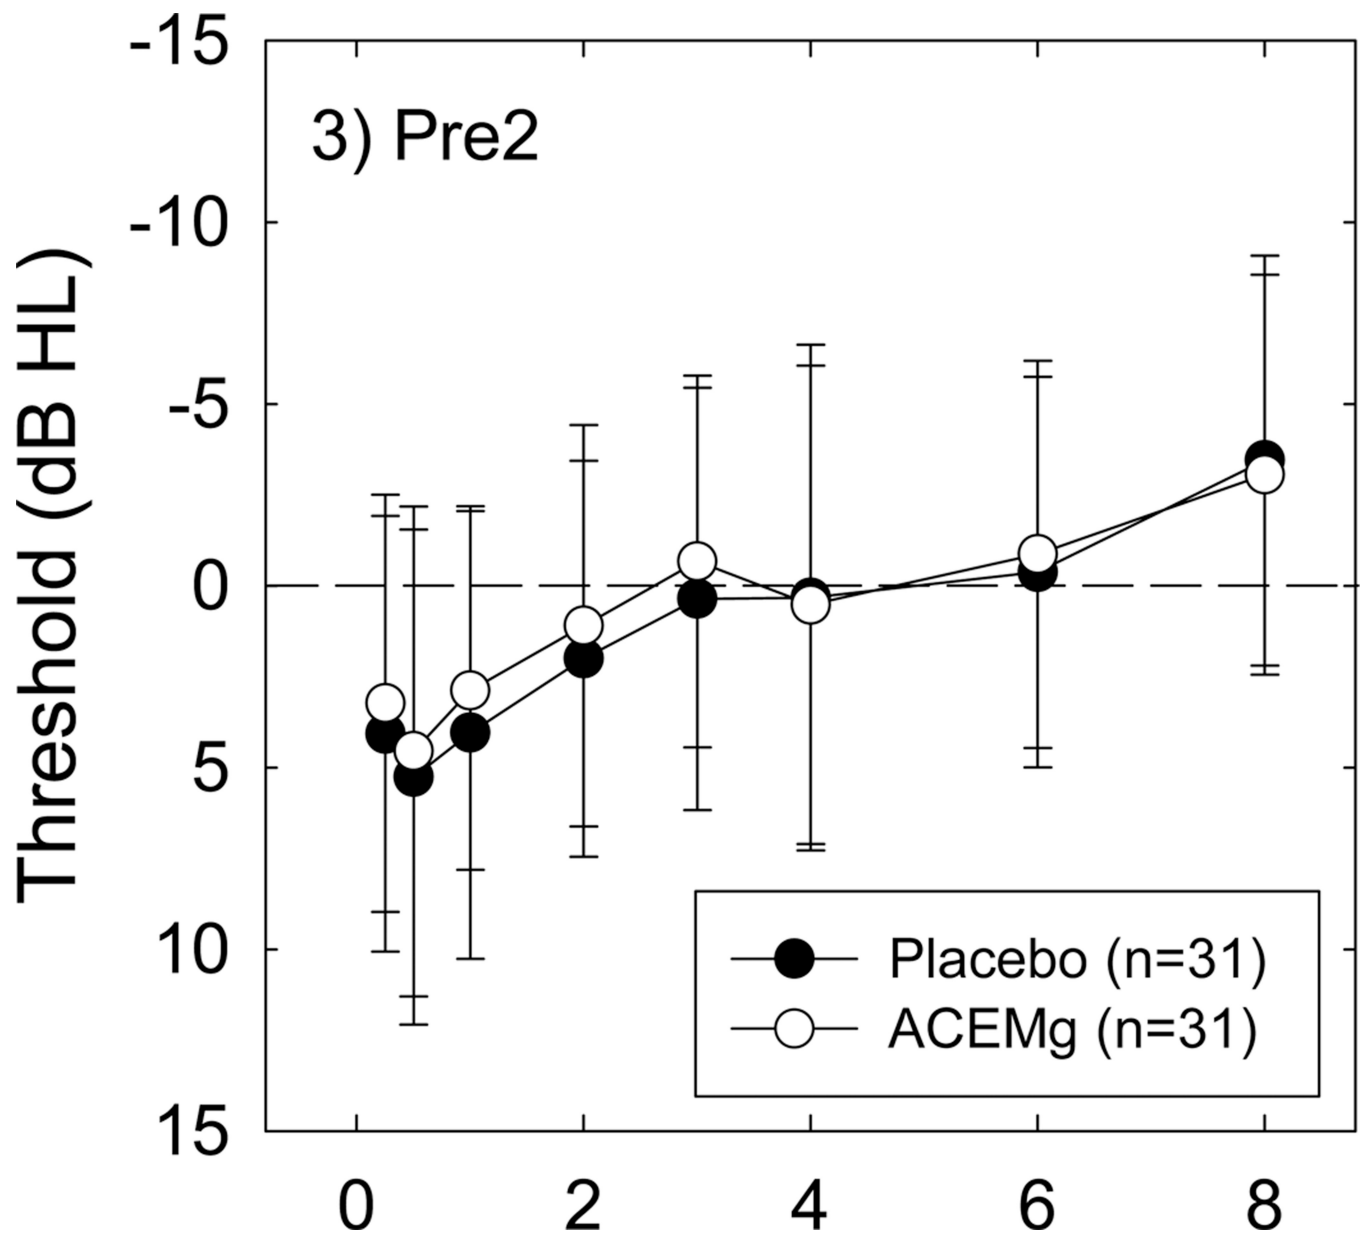 -15
3) Pre2
-10
-5
0
5
10
15
Threshold (dB HL)
Placebo (n=31)
ACEMg (n=31)
0 2 4 6 8